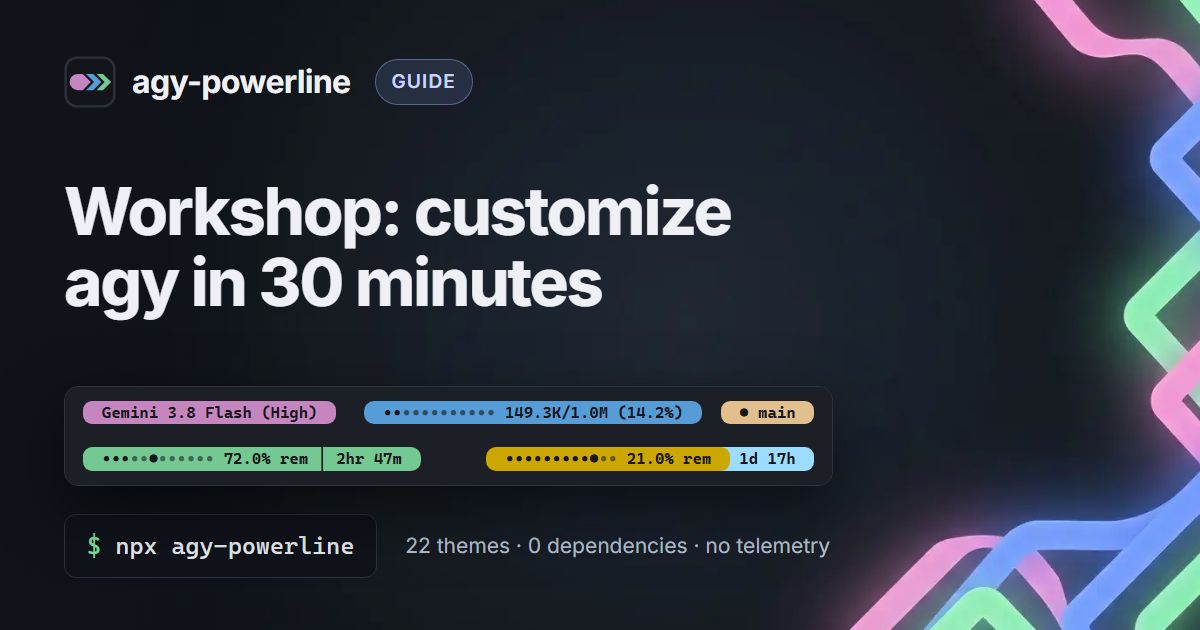 agy-powerline GUIDE
Workshop: customize
agy in 30 minutes
Gemini 3.8 Flash (High) 149.3K/1.0M (14.2%) main
72.0% rem 2hr 47m 21.0% rem 1d 17h
$ npx agy-powerline 22 themes · 0 dependencies · no telemetry